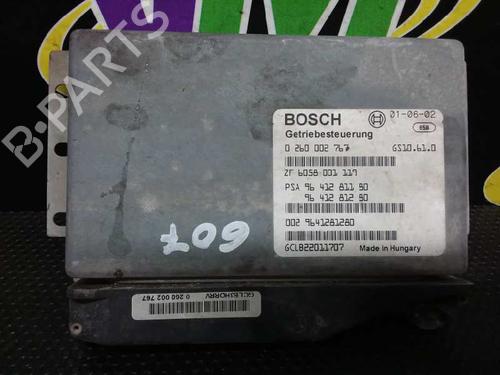 BOSCH 01-06-02
Getriebesteuerung
0 260 002 767 GS10.61.0
ZF 6058 001 117
PSA 96 412 811 80
96 412 812 80
002 9641281280
GCLB22011707 Made in Hungary
607
0 260 002 767
B-PARTS